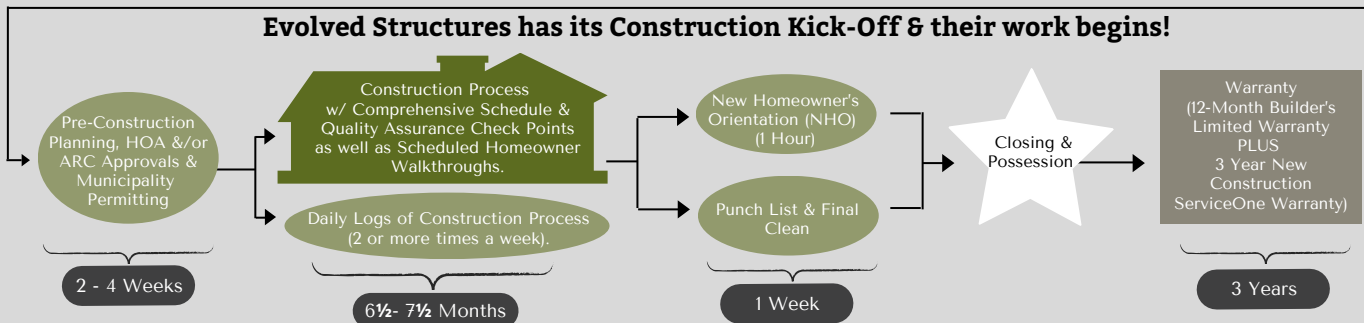 Evolved Structures has its Construction Kick-Off & their work begins!
Pre-Construction
Planning, HOA &/or
ARC Approvals &
Municipality
Permitting
2 - 4 Weeks
Construction Process
w/ Comprehensive Schedule &
Quality Assurance Check Points
as well as Scheduled Homeowner
Walkthroughs.
Daily Logs of Construction Process
(2 or more times a week).
6½- 7½ Months
New Homeowner's
Orientation (NHO)
(1 Hour)
Punch List & Final
Clean
1 Week
Closing &
Possession
Warranty
(12-Month Builder's
Limited Warranty
PLUS
3 Year New
Construction
ServiceOne Warranty)
3 Years